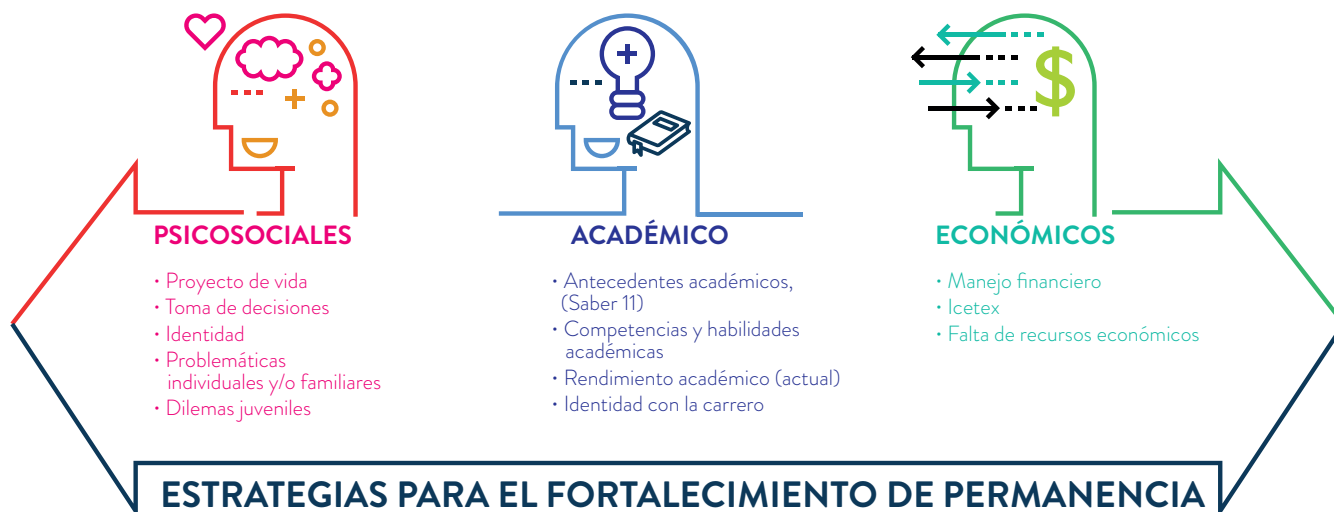 PSICOSOCIALES
• Proyecto de vida
• Toma de decisiones
• Identidad
• Problemáticas
individuales y/o familiares
• Dilemas juveniles
ACADÉMICO
• Antecedentes académicos,
(Saber 11)
• Competencias y habilidades
académicas
• Rendimiento académico (actual)
• Identidad con la carrero
ECONÓMICOS
• Manejo financiero
• Icetex
• Falta de recursos económicos
ESTRATEGIAS PARA EL FORTALECIMIENTO DE PERMANENCIA